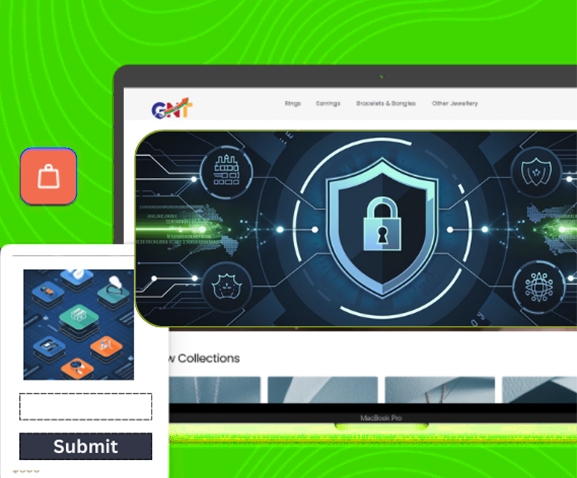 GNT
Rings Earrings Bracelets & Bangles Other Jewellery
w Collections
MacBook Pro
Submit